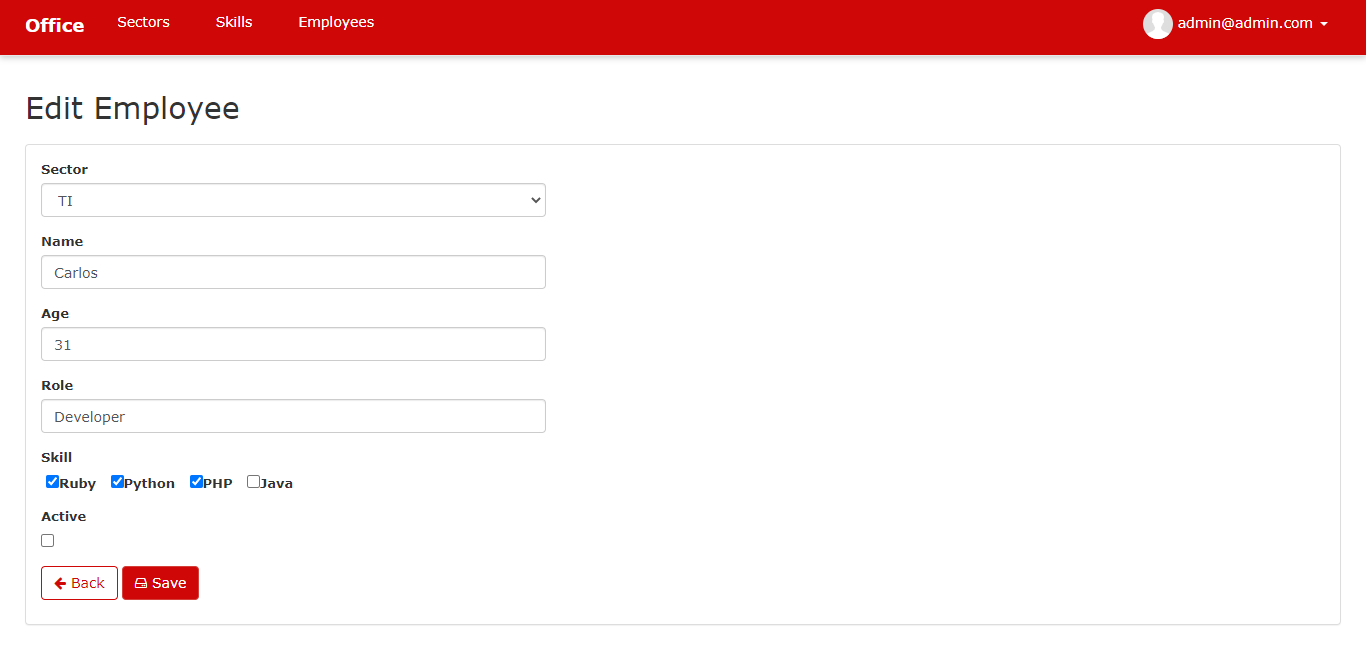 Office Sectors Skills Employees admin@admin.com
Edit Employee
Sector
TI
Name
Carlos
Age
31
Role
Developer
Skill
Ruby Python PHP Java
Active
Back Save